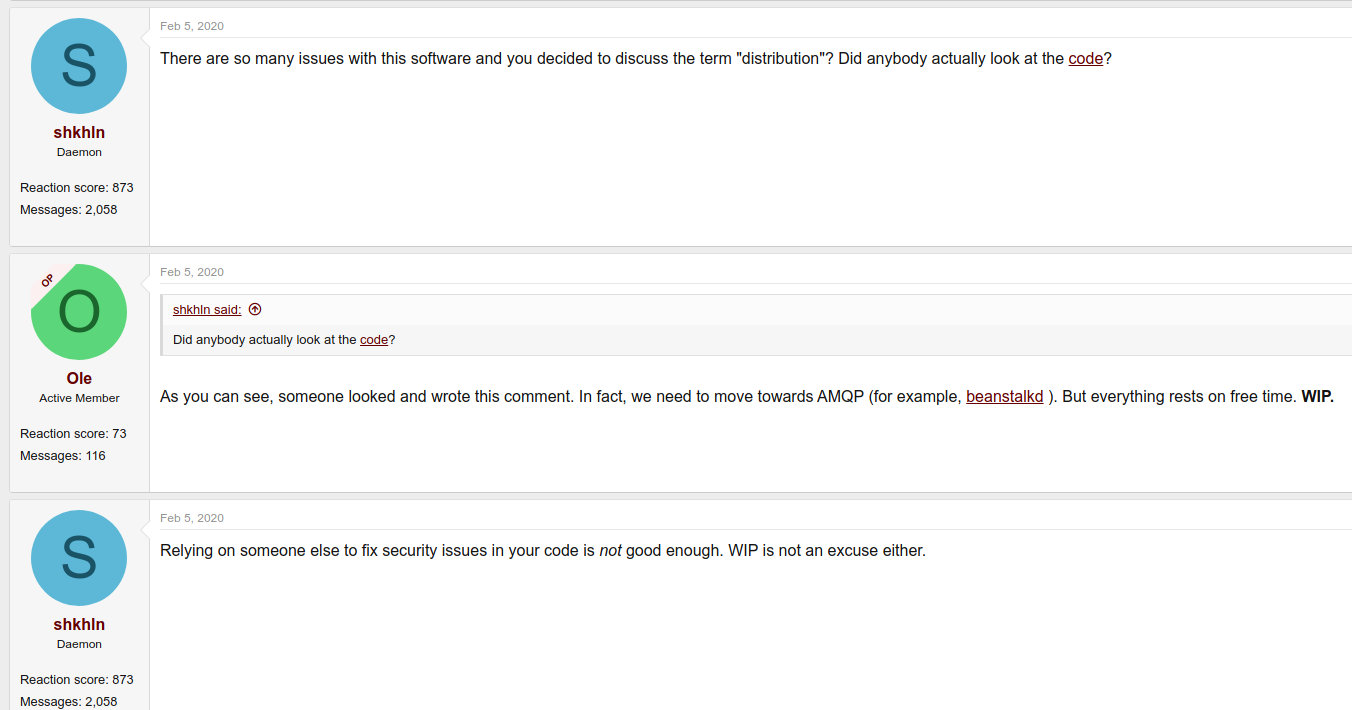 S
shkhln
Daemon
Reaction score: 873
Messages: 2,058
Feb 5, 2020
There are so many issues with this software and you decided to discuss the term "distribution"? Did anybody actually look at the code?
OP
O
Ole
Active Member
Reaction score: 73
Messages: 116
Feb 5, 2020
shkhln said:
Did anybody actually look at the code?
As you can see, someone looked and wrote this comment. In fact, we need to move towards AMQP (for example, beanstalkd ). But everything rests on free time. WIP.
S
shkhln
Daemon
Reaction score: 873
Messages: 2,058
Feb 5, 2020
Relying on someone else to fix security issues in your code is not good enough. WIP is not an excuse either.